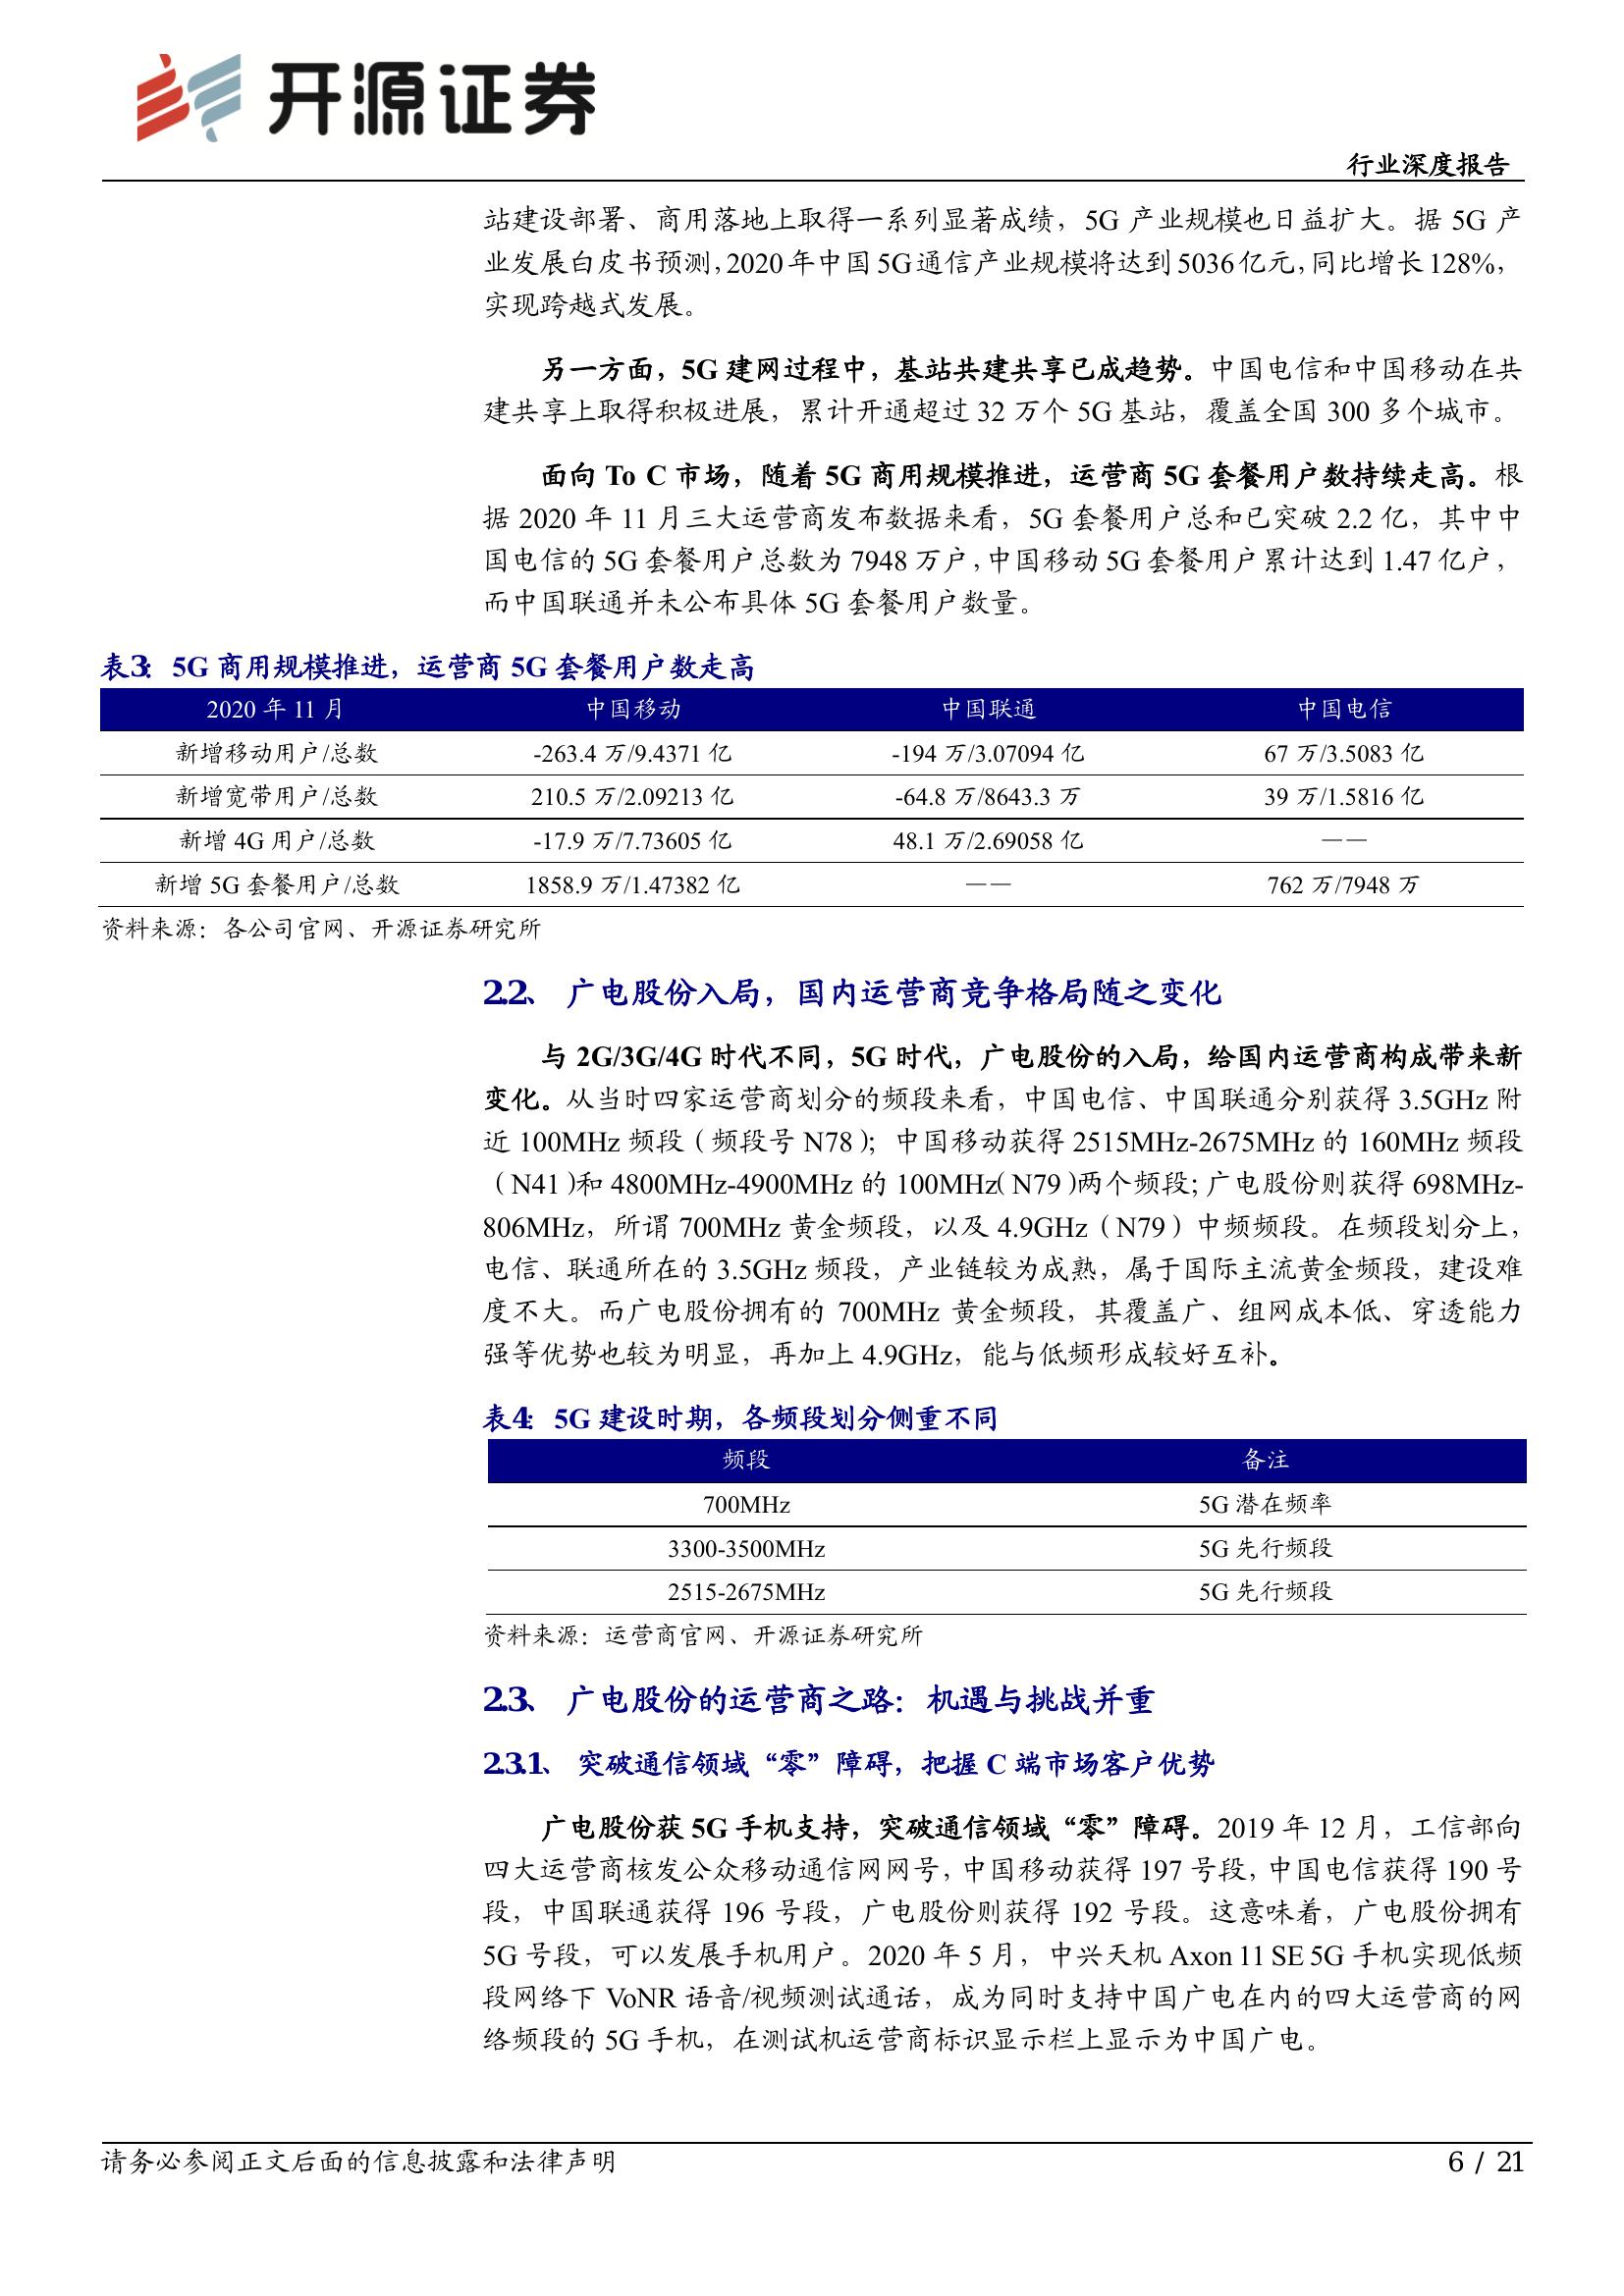 开源证券
行业深度报告
站建设部署、商用落地上取得一系列显著成绩，5G 产业规模也日益扩大。据 5G 产
业发展白皮书预测，2020 年中国 5G 通信产业规模将达到 5036 亿元，同比增长 128%，
实现跨越式发展。
另一方面，5G 建网过程中，基站共建共享已成趋势。中国电信和中国移动在共
建共享上取得积极进展，累计开通超过 32 万个 5G 基站，覆盖全国 300 多个城市。
面向 To C 市场，随着 5G 商用规模推进，运营商 5G 套餐用户数持续走高。根
据 2020 年 11 月三大运营商发布数据来看，5G 套餐用户总和已突破 2.2 亿，其中中
国电信的 5G 套餐用户总数为 7948 万户，中国移动 5G 套餐用户累计达到 1.47 亿户，
而中国联通并未公布具体 5G 套餐用户数量。
表3：5G 商用规模推进，运营商 5G 套餐用户数走高
2020 年 11 月 中国移动 中国联通 中国电信
新增移动用户/总数 -263.4 万/9.4371 亿 -194 万/3.07094 亿 67 万/3.5083 亿
新增宽带用户/总数 210.5 万/2.09213 亿 -64.8 万/8643.3 万 39 万/1.5816 亿
新增 4G 用户/总数 -17.9 万/7.73605 亿 48.1 万/2.69058 亿 ——
新增 5G 套餐用户/总数 1858.9 万/1.47382 亿 —— 762 万/7948 万
资料来源：各公司官网、开源证券研究所
2.2、 广电股份入局，国内运营商竞争格局随之变化
与 2G/3G/4G 时代不同，5G 时代，广电股份的入局，给国内运营商构成带来新
变化。从当时四家运营商划分的频段来看，中国电信、中国联通分别获得 3.5GHz 附
近 100MHz 频段（频段号 N78）；中国移动获得 2515MHz-2675MHz 的 160MHz 频段
（N41）和 4800MHz-4900MHz 的 100MHz（N79）两个频段；广电股份则获得 698MHz-
806MHz，所谓 700MHz 黄金频段，以及 4.9GHz（N79）中频频段。在频段划分上，
电信、联通所在的 3.5GHz 频段，产业链较为成熟，属于国际主流黄金频段，建设难
度不大。而广电股份拥有的 700MHz 黄金频段，其覆盖广、组网成本低、穿透能力
强等优势也较为明显，再加上 4.9GHz，能与低频形成较好互补。
表4：5G 建设时期，各频段划分侧重不同
频段 备注
700MHz 5G 潜在频率
3300-3500MHz 5G 先行频段
2515-2675MHz 5G 先行频段
资料来源：运营商官网、开源证券研究所
2.3、 广电股份的运营商之路：机遇与挑战并重
2.3.1、 突破通信领域“零”障碍，把握 C 端市场客户优势
广电股份获 5G 手机支持，突破通信领域“零”障碍。2019 年 12 月，工信部向
四大运营商核发公众移动通信网网号，中国移动获得 197 号段，中国电信获得 190 号
段，中国联通获得 196 号段，广电股份则获得 192 号段。这意味着，广电股份拥有
5G 号段，可以发展手机用户。2020 年 5 月，中兴天机 Axon 11 SE 5G 手机实现低频
段网络下 VoNR 语音/视频测试通话，成为同时支持中国广电在内的四大运营商的网
络频段的 5G 手机，在测试机运营商标识显示栏上显示为中国广电。
请务必参阅正文后面的信息披露和法律声明 6 / 21